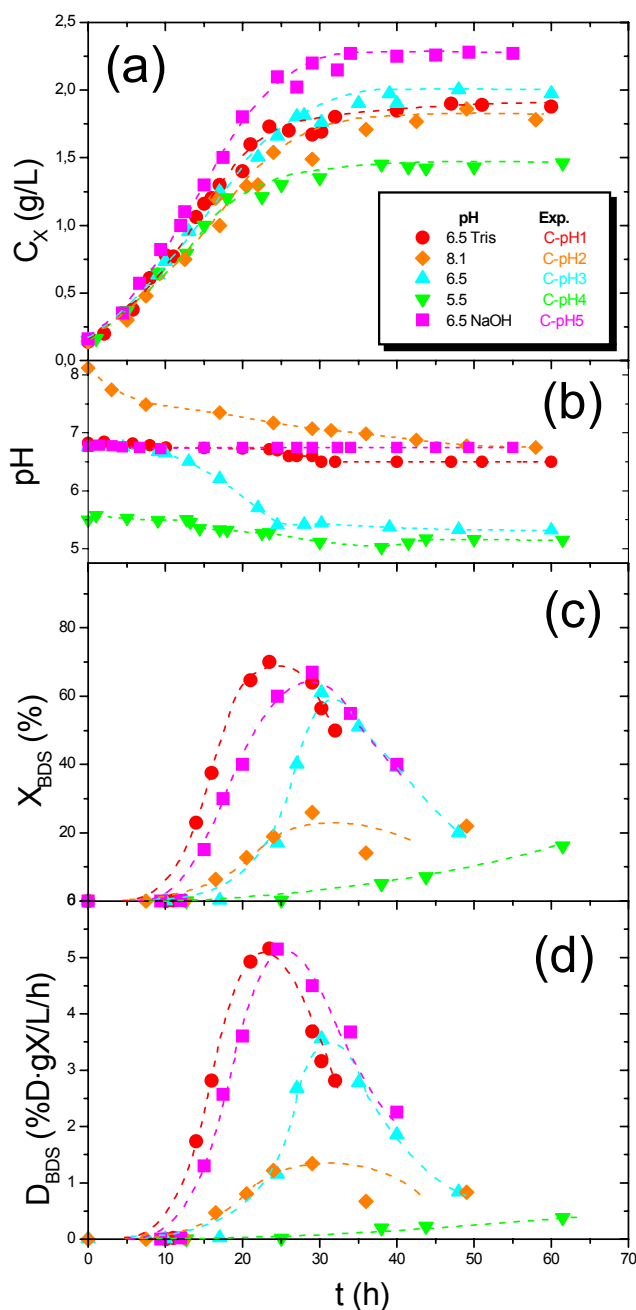 (a)
C_X (g/L)
2,5
2,0
1,5
1,0
0,5
0,0
pH Exp.
6.5 Tris C-pH1
8.1 C-pH2
6.5 C-pH3
5.5 C-pH4
6.5 NaOH C-pH5
(b)
pH
8
7
6
5
(c)
X_BDS (%)
80
60
40
20
0
(d)
D_BDS (%D·gX/L/h)
6
5
4
3
2
1
0
0 10 20 30 40 50 60 70
t (h)